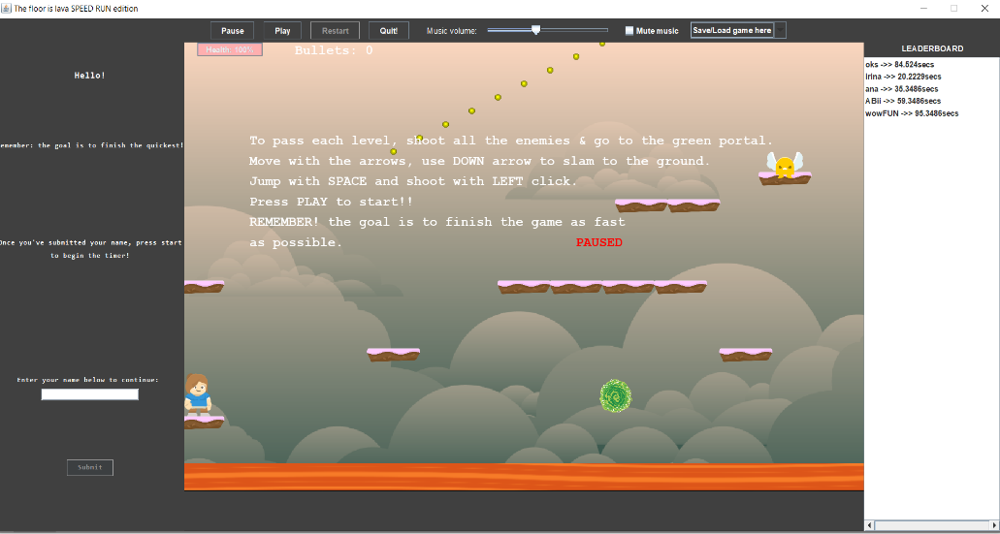 The floor is lava SPEED RUN edition
Pause Play Restart Quit! Music volume: Mute music Save/Load game here
Health: 100% Bullets: 0
LEADERBOARD
oks ->> 84.524secs
Irina ->> 20.2229secs
ana ->> 35.3486secs
ABii ->> 59.3486secs
wowFUN ->> 95.3486secs
Hello!
emember: the goal is to finish the quickest!
Once you've submitted your name, press start
to begin the timer!
Enter your name below to continue:
Submit
To pass each level, shoot all the enemies & go to the green portal.
Move with the arrows, use DOWN arrow to slam to the ground.
Jump with SPACE and shoot with LEFT click.
Press PLAY to start!!
REMEMBER! the goal is to finish the game as fast
as possible. PAUSED